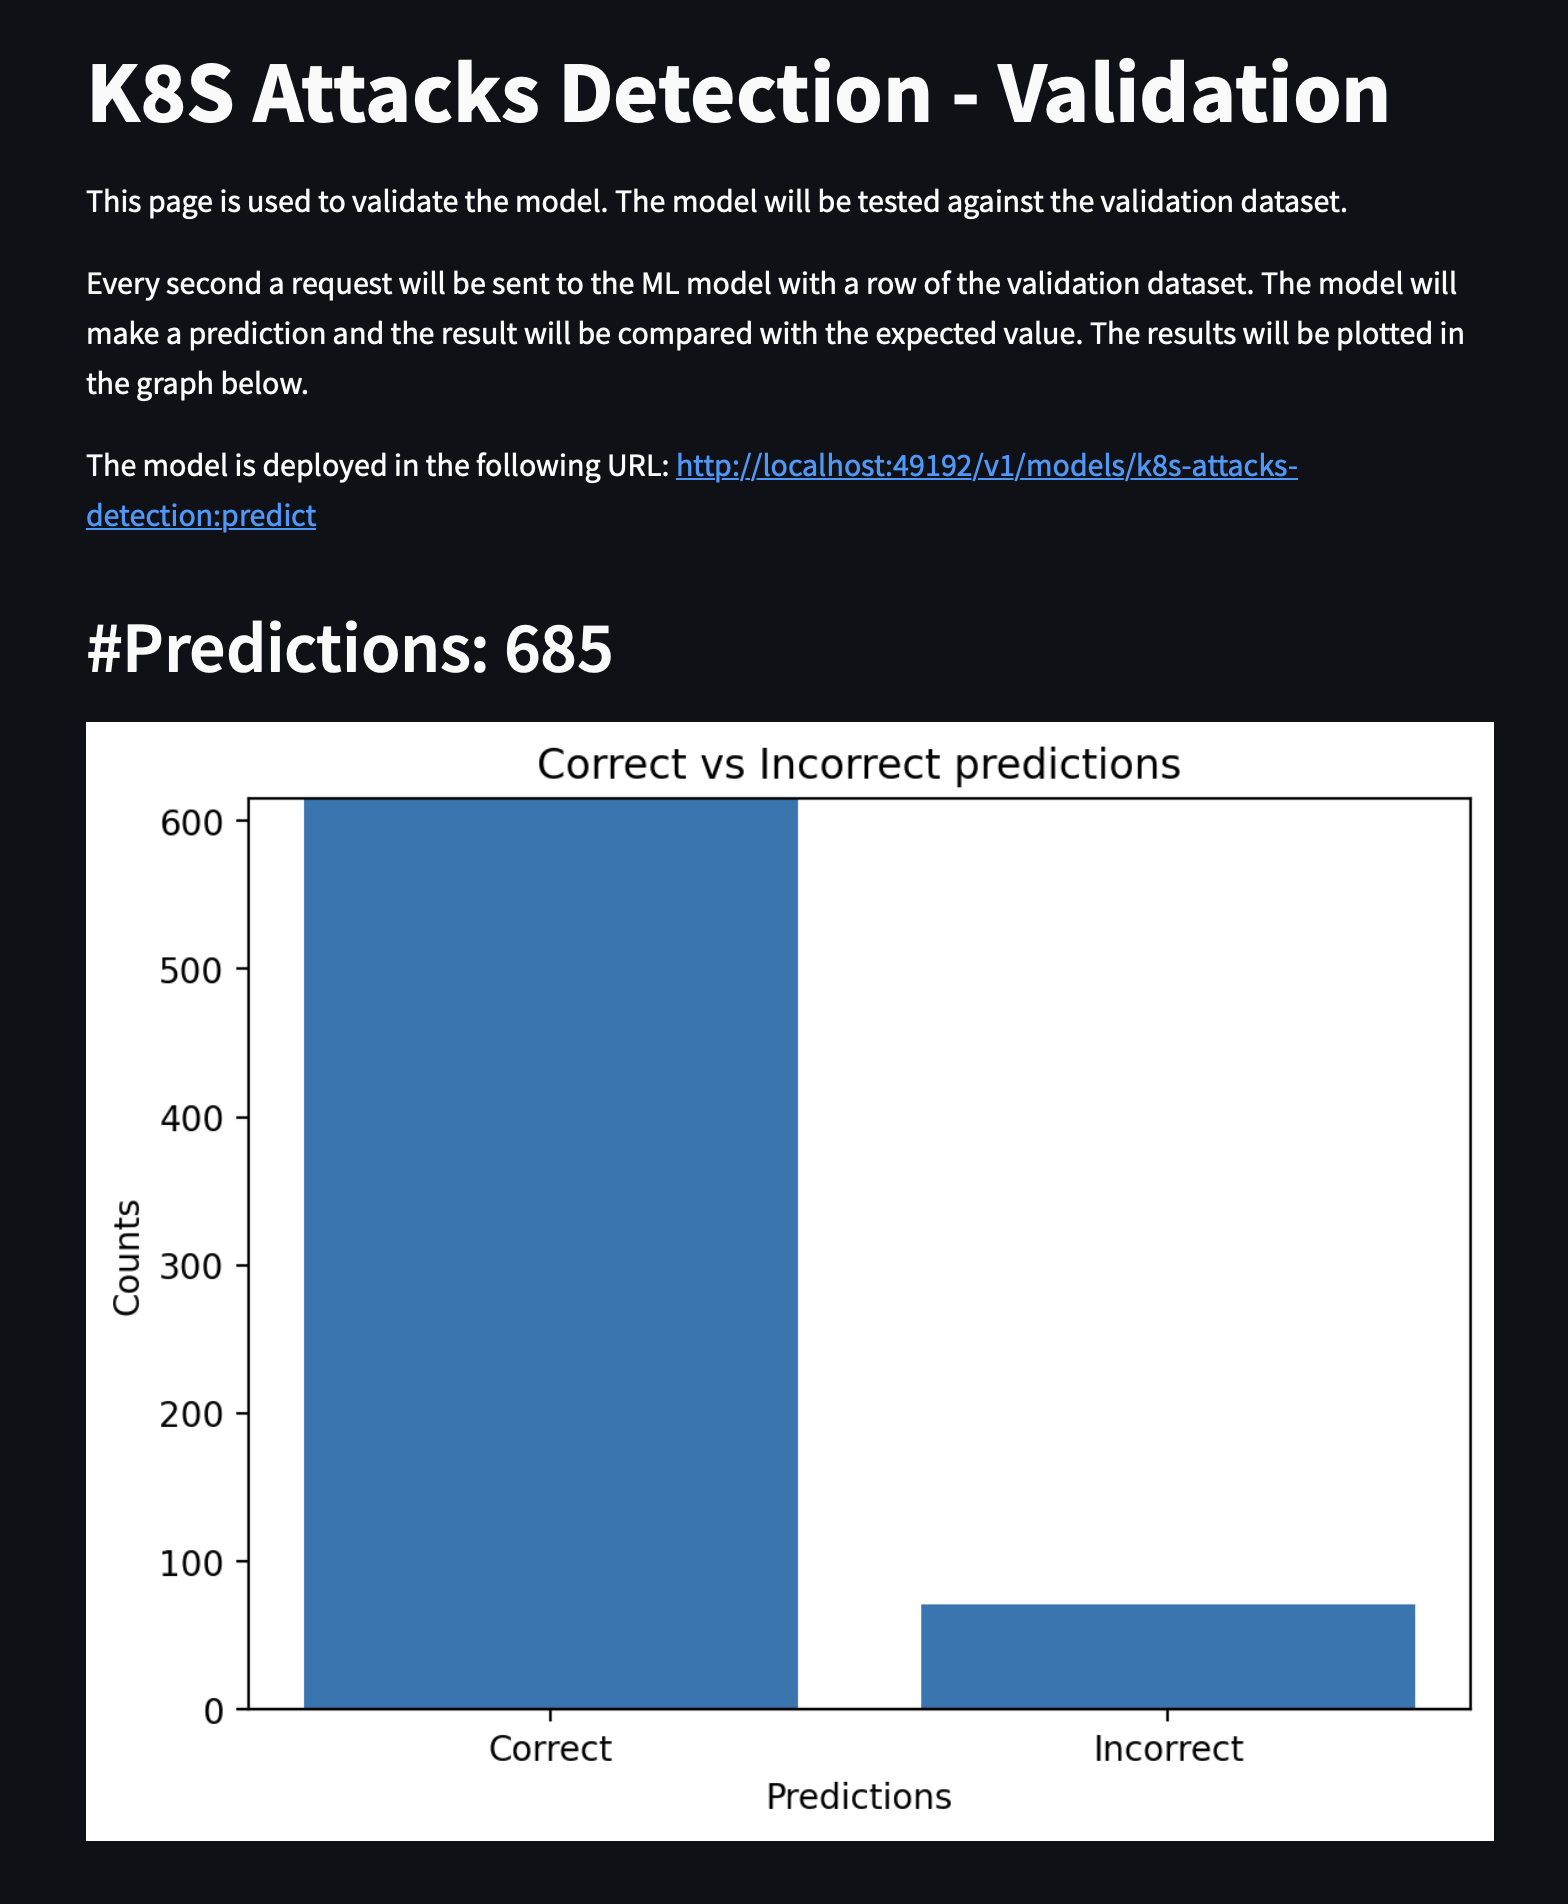 K8S Attacks Detection - Validation
This page is used to validate the model. The model will be tested against the validation dataset.
Every second a request will be sent to the ML model with a row of the validation dataset. The model will
make a prediction and the result will be compared with the expected value. The results will be plotted in
the graph below.
The model is deployed in the following URL: http://localhost:49192/v1/models/k8s-attacks-
detection:predict
#Predictions: 685
Correct vs Incorrect predictions
600
500
400
300
200
100
0
Counts
Correct
Incorrect
Predictions